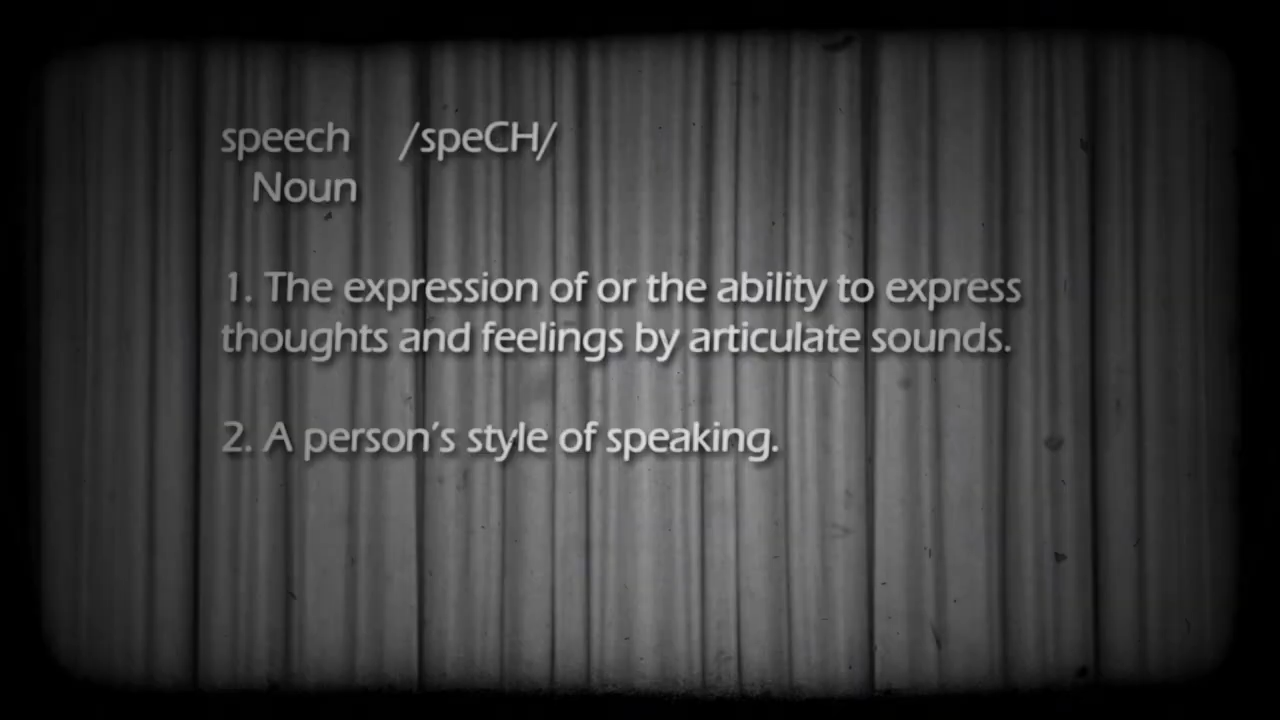 speech /speCH/
Noun
1. The expression of or the ability to express
thoughts and feelings by articulate sounds.
2. A person's style of speaking.